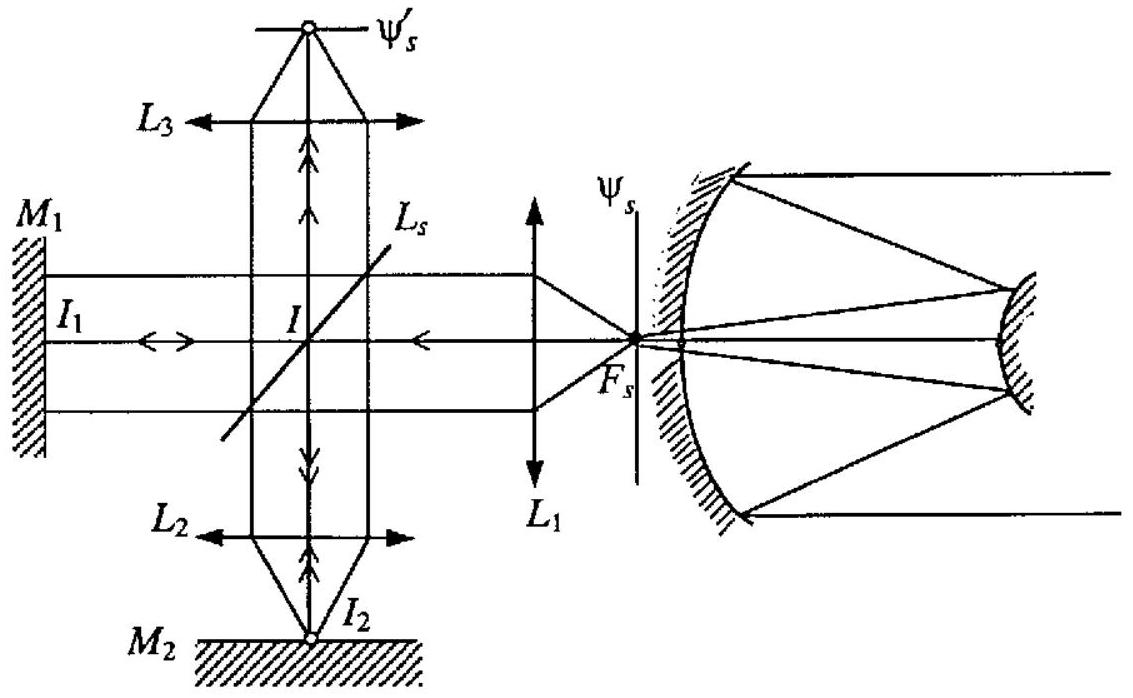 ψ′ₛ
L₃
ψₛ
M₁
Lₛ
I₁
I
Fₛ
L₂
L₁
I₂
M₂